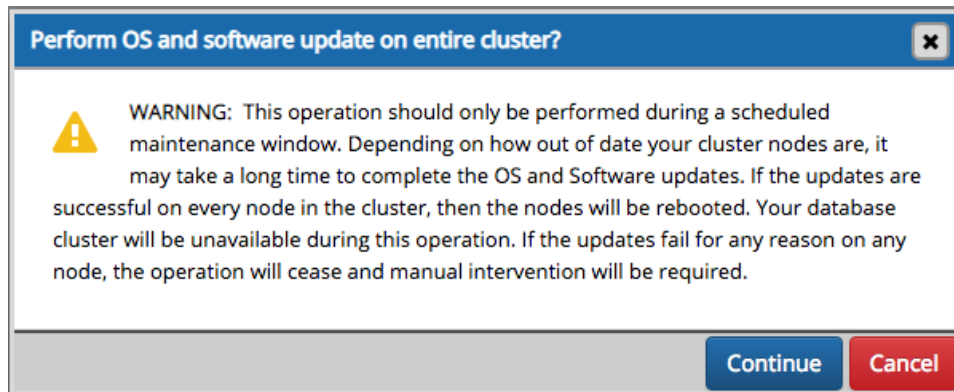 Perform OS and software update on entire cluster?
WARNING:  This operation should only be performed during a scheduled
maintenance window. Depending on how out of date your cluster nodes are, it
may take a long time to complete the OS and Software updates. If the updates are
successful on every node in the cluster, then the nodes will be rebooted. Your database
cluster will be unavailable during this operation. If the updates fail for any reason on any
node, the operation will cease and manual intervention will be required.
Continue
Cancel